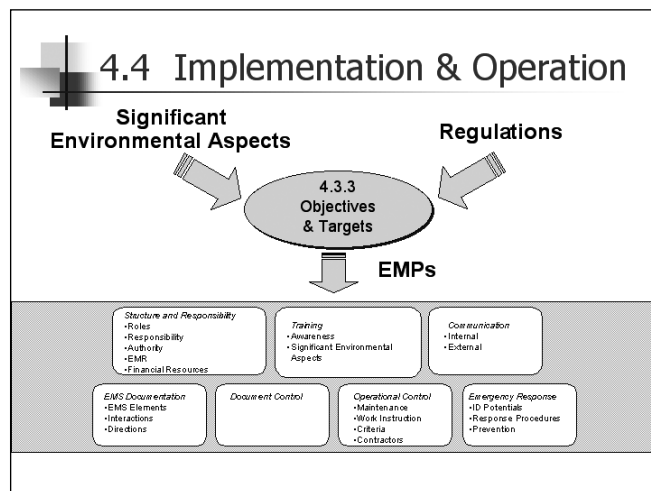 4.4 Implementation & Operation
Significant
Environmental Aspects
Regulations
4.3.3
Objectives
& Targets
EMPs
Structure and Responsibility
•Roles
•Responsibility
•Authority
•EMR
•Financial Resources
Training
•Awareness
•Significant Environmental
Aspects
Communication
•Internal
•External
EMS Documentation
•EMS Elements
•Interactions
•Directions
Document Control
Operational Control
•Maintenance
•Work Instruction
•Criteria
•Contractors
Emergency Response
•ID Potentials
•Response Procedures
•Prevention